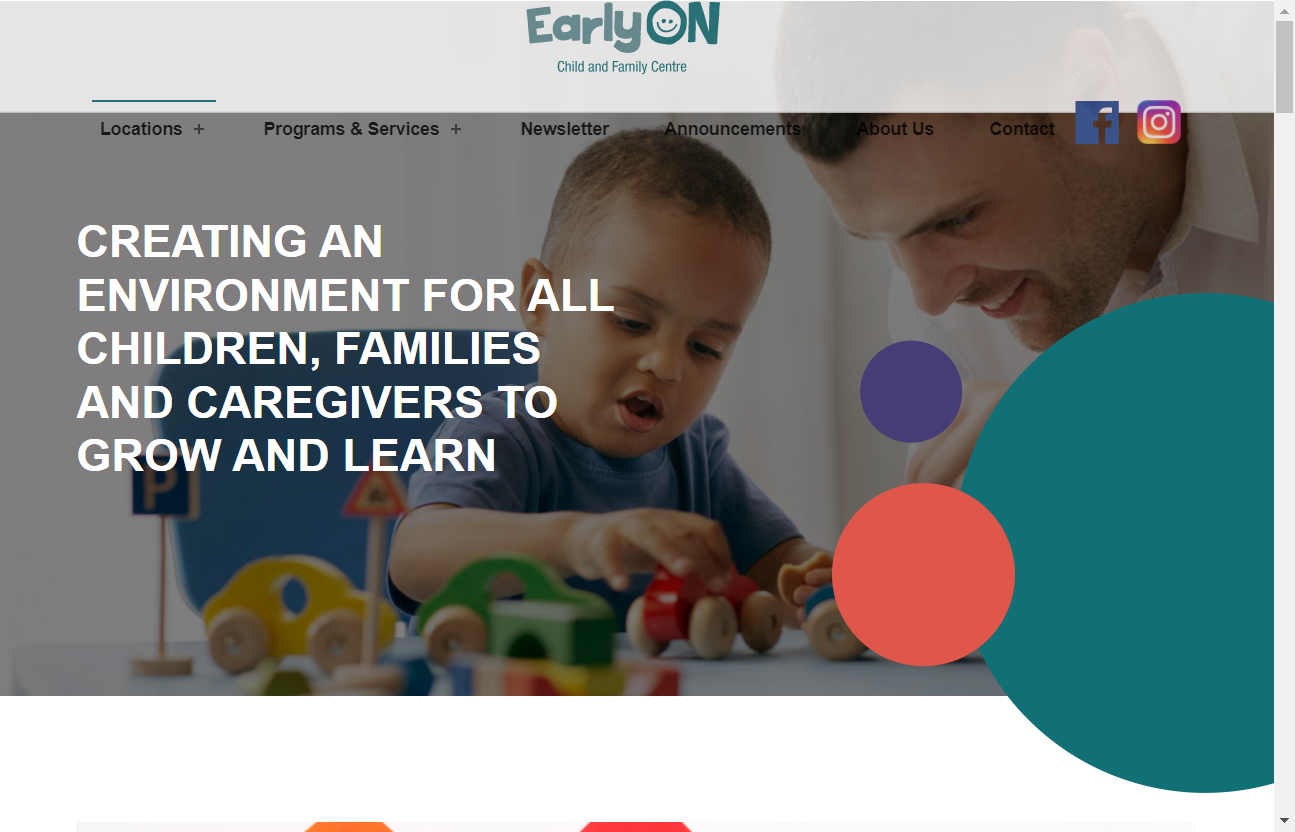 EarlyON
Child and Family Centre
Locations + Programs & Services + Newsletter Announcements About Us Contact
CREATING AN
ENVIRONMENT FOR ALL
CHILDREN, FAMILIES
AND CAREGIVERS TO
GROW AND LEARN
P